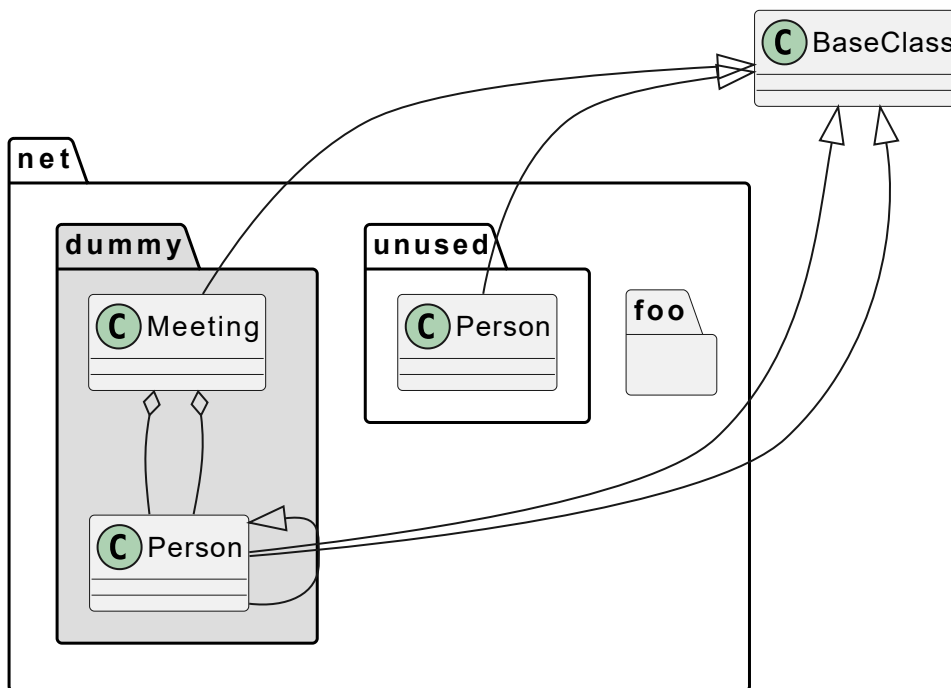 C BaseClass
net
dummy
unused
C Meeting
C Person
foo
C Person